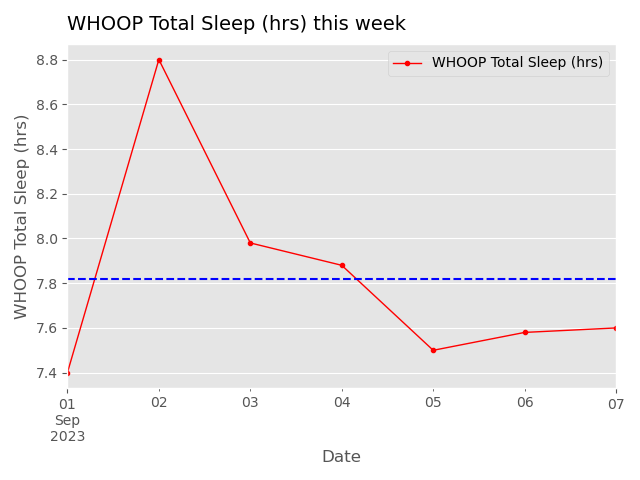 WHOOP Total Sleep (hrs) this week
WHOOP Total Sleep (hrs)
WHOOP Total Sleep (hrs)
8.8
8.6
8.4
8.2
8.0
7.8
7.6
7.4
01 02 03 04 05 06 07
Sep
2023
Date